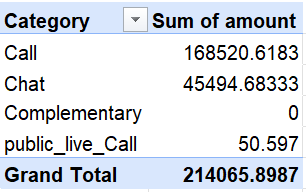 Category Sum of amount
Call 168520.6183
Chat 45494.68333
Complementary 0
public_live_Call 50.597
Grand Total 214065.8987